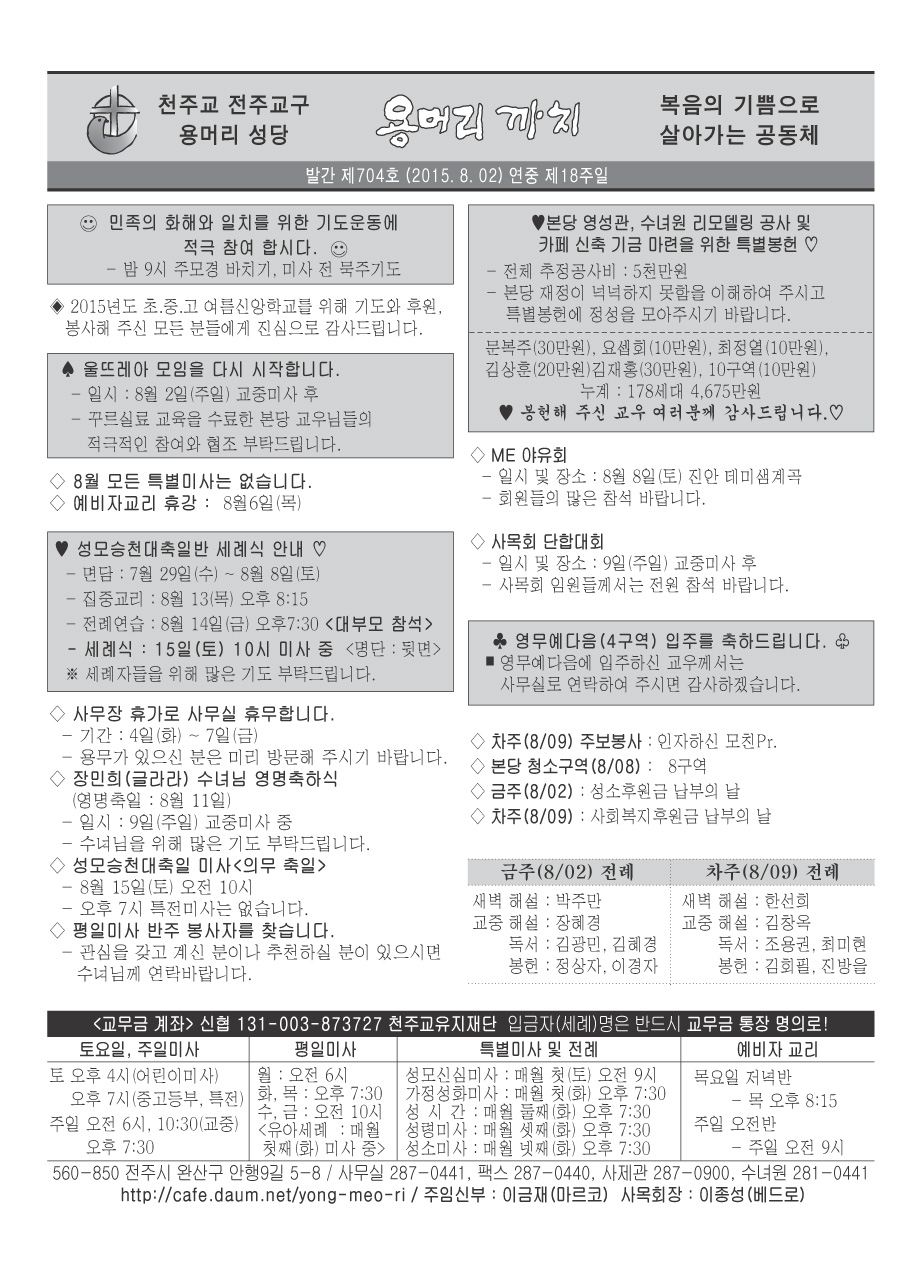 천주교 전주교구
용머리 성당
용머리 까치
복음의 기쁨으로
살아가는 공동체
발간 제704호 (2015. 8. 02) 연중 제18주일
☺ 민족의 화해와 일치를 위한 기도운동에
적극 참여 합시다. ☺
- 밤 9시 주모경 바치기, 미사 전 묵주기도
◈ 2015년도 초.중.고 여름신앙학교를 위해 기도와 후원,
봉사해 주신 모든 분들에게 진심으로 감사드립니다.
♠ 울뜨레아 모임을 다시 시작합니다.
- 일시 : 8월 2일(주일) 교중미사 후
- 꾸르실료 교육을 수료한 본당 교우님들의
적극적인 참여와 협조 부탁드립니다.
◇ 8월 모든 특별미사는 없습니다.
◇ 예비자교리 휴강 : 8월6일(목)
♥ 성모승천대축일반 세례식 안내 ♡
- 면담 : 7월 29일(수) ~ 8월 8일(토)
- 집중교리 : 8월 13(목) 오후 8:15
- 전례연습 : 8월 14일(금) 오후7:30 <대부모 참석>
- 세례식 : 15일(토) 10시 미사 중 <명단 : 뒷면>
※ 세례자들을 위해 많은 기도 부탁드립니다.
◇ 사무장 휴가로 사무실 휴무합니다.
- 기간 : 4일(화) ~ 7일(금)
- 용무가 있으신 분은 미리 방문해 주시기 바랍니다.
◇ 장민희(글라라) 수녀님 영명축하식
(영명축일 : 8월 11일)
- 일시 : 9일(주일) 교중미사 중
- 수녀님을 위해 많은 기도 부탁드립니다.
◇ 성모승천대축일 미사<의무 축일>
- 8월 15일(토) 오전 10시
- 오후 7시 특전미사는 없습니다.
◇ 평일미사 반주 봉사자를 찾습니다.
- 관심을 갖고 계신 분이나 추천하실 분이 있으시면
수녀님께 연락바랍니다.
♥본당 영성관, 수녀원 리모델링 공사 및
카페 신축 기금 마련을 위한 특별봉헌 ♡
- 전체 추정공사비 : 5천만원
- 본당 재정이 넉넉하지 못함을 이해하여 주시고
특별봉헌에 정성을 모아주시기 바랍니다.
문복주(30만원), 요셉회(10만원), 최정열(10만원),
김상훈(20만원)김재홍(30만원), 10구역(10만원)
누계 : 178세대 4,675만원
♥ 봉헌해 주신 교우 여러분께 감사드립니다.♡
◇ ME 야유회
- 일시 및 장소 : 8월 8일(토) 진안 데미샘계곡
- 회원들의 많은 참석 바랍니다.
◇ 사목회 단합대회
- 일시 및 장소 : 9일(주일) 교중미사 후
- 사목회 임원들께서는 전원 참석 바랍니다.
♣ 영무예다음(4구역) 입주를 축하드립니다. ♧
■ 영무예다음에 입주하신 교우께서는
사무실로 연락하여 주시면 감사하겠습니다.
◇ 차주(8/09) 주보봉사 : 인자하신 모친Pr.
◇ 본당 청소구역(8/08) : 8구역
◇ 금주(8/02) : 성소후원금 납부의 날
◇ 차주(8/09) : 사회복지후원금 납부의 날
금주(8/02) 전례 차주(8/09) 전례
새벽 해설 : 박주만 새벽 해설 : 한선희
교중 해설 : 장혜경 교중 해설 : 김창옥
독서 : 김광민, 김혜경 독서 : 조용권, 최미현
봉헌 : 정상자, 이경자 봉헌 : 김회필, 진방을
<교무금 계좌> 신협 131-003-873727 천주교유지재단 입금자(세례)명은 반드시 교무금 통장 명의로!
토요일, 주일미사 평일미사 특별미사 및 전례 예비자 교리
토 오후 4시(어린이미사)
오후 7시(중고등부, 특전)
주일 오전 6시, 10:30(교중)
오후 7:30
월 : 오전 6시
화, 목 : 오후 7:30
수, 금 : 오전 10시
<유아세례 : 매월
첫째(화) 미사 중>
성모신심미사 : 매월 첫(토) 오전 9시
가정성화미사 : 매월 첫(화) 오후 7:30
성 시 간 : 매월 둘째(화) 오후 7:30
성령미사 : 매월 셋째(화) 오후 7:30
성소미사 : 매월 넷째(화) 오후 7:30
목요일 저녁반
- 목 오후 8:15
주일 오전반
- 주일 오전 9시
560-850 전주시 완산구 안행9길 5-8 / 사무실 287-0441, 팩스 287-0440, 사제관 287-0900, 수녀원 281-0441
http://cafe.daum.net/yong-meo-ri / 주임신부 : 이금재(마르코) 사목회장 : 이종성(베드로)